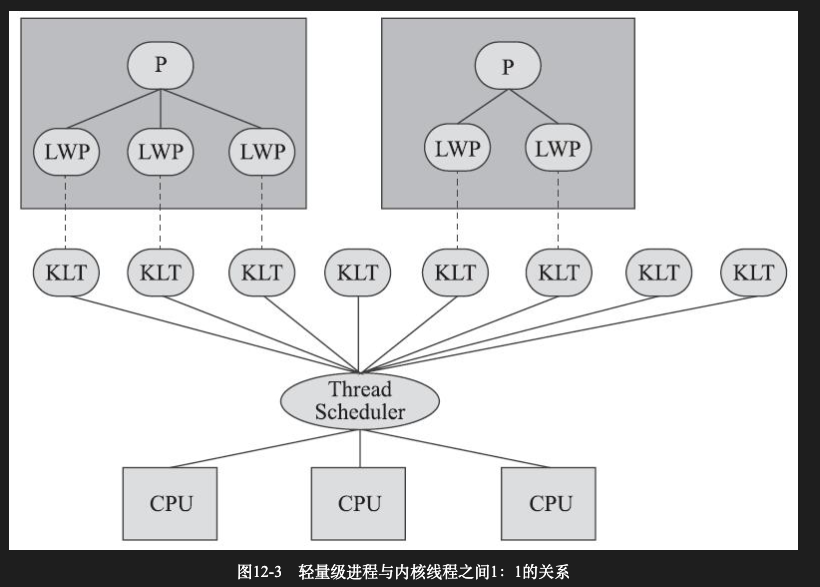 P
P
LWP
LWP
LWP
LWP
LWP
KLT
KLT
KLT
KLT
KLT
KLT
KLT
KLT
Thread
Scheduler
CPU
CPU
CPU
图12-3 轻量级进程与内核线程之间1：1的关系